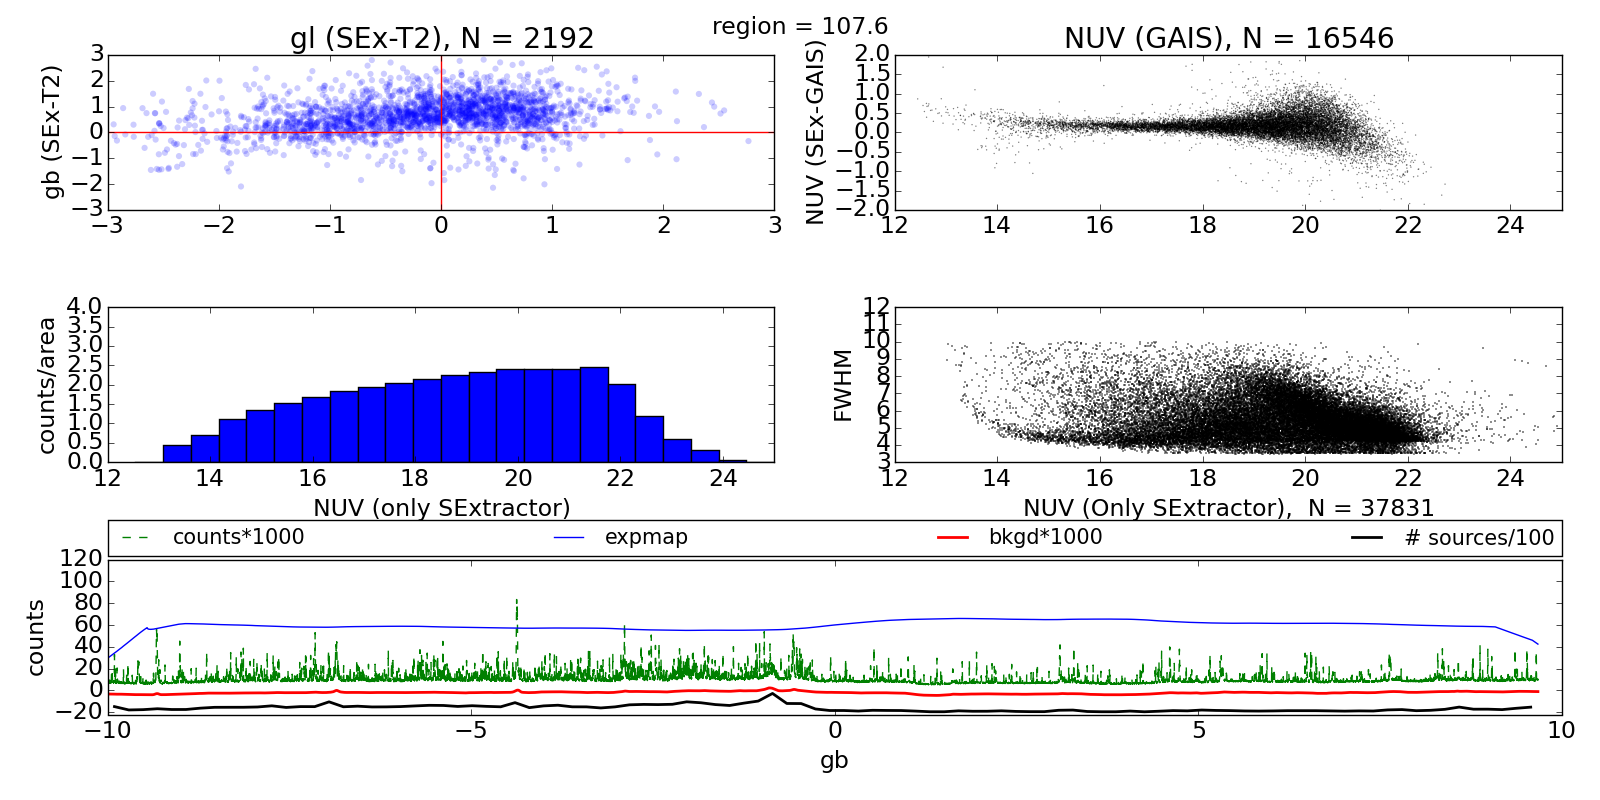 region = 107.6
gl (SEx-T2), N = 2192
gb (SEx-T2)
3
2
1
0
−1
−2
−3
−3 −2 −1 0 1 2 3
NUV (GAIS), N = 16546
NUV (SEx-GAIS)
2.0
1.5
1.0
0.5
0.0
−0.5
−1.0
−1.5
−2.0
12 14 16 18 20 22 24
counts/area
4.0
3.5
3.0
2.5
2.0
1.5
1.0
0.5
0.0
12 14 16 18 20 22 24
NUV (only SExtractor)
FWHM
12
11
10
9
8
7
6
5
4
3
12 14 16 18 20 22 24
NUV (Only SExtractor), N = 37831
counts*1000 expmap bkgd*1000 # sources/100
counts
120
100
80
60
40
20
0
−20
−10 −5 0 5 10
gb